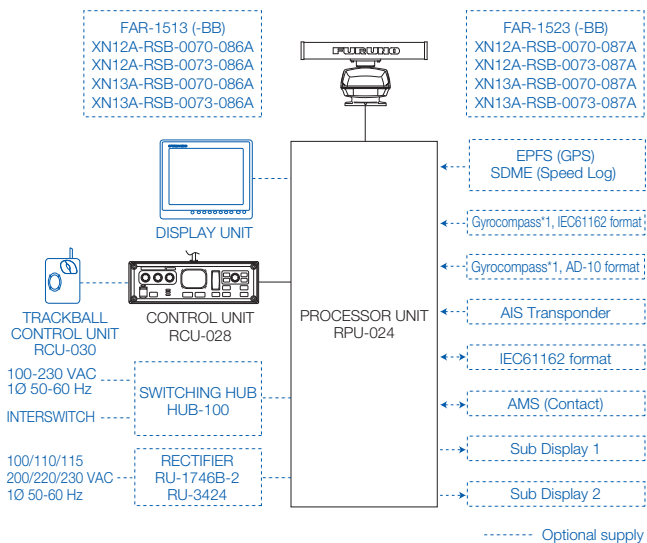 FAR-1513 (-BB)
XN12A-RSB-0070-086A
XN12A-RSB-0073-086A
XN13A-RSB-0070-086A
XN13A-RSB-0073-086A
FURUNO
FAR-1523 (-BB)
XN12A-RSB-0070-087A
XN12A-RSB-0073-087A
XN13A-RSB-0070-087A
XN13A-RSB-0073-087A
DISPLAY UNIT
TRACKBALL
CONTROL UNIT
RCU-030
CONTROL UNIT
RCU-028
PROCESSOR UNIT
RPU-024
100-230 VAC
1Ø 50-60 Hz
INTERSWITCH
SWITCHING HUB
HUB-100
100/110/115
200/220/230 VAC
1Ø 50-60 Hz
RECTIFIER
RU-1746B-2
RU-3424
EPFS (GPS)
SDME (Speed Log)
Gyrocompass*1, IEC61162 format
Gyrocompass*1, AD-10 format
AIS Transponder
IEC61162 format
AMS (Contact)
Sub Display 1
Sub Display 2
Optional supply